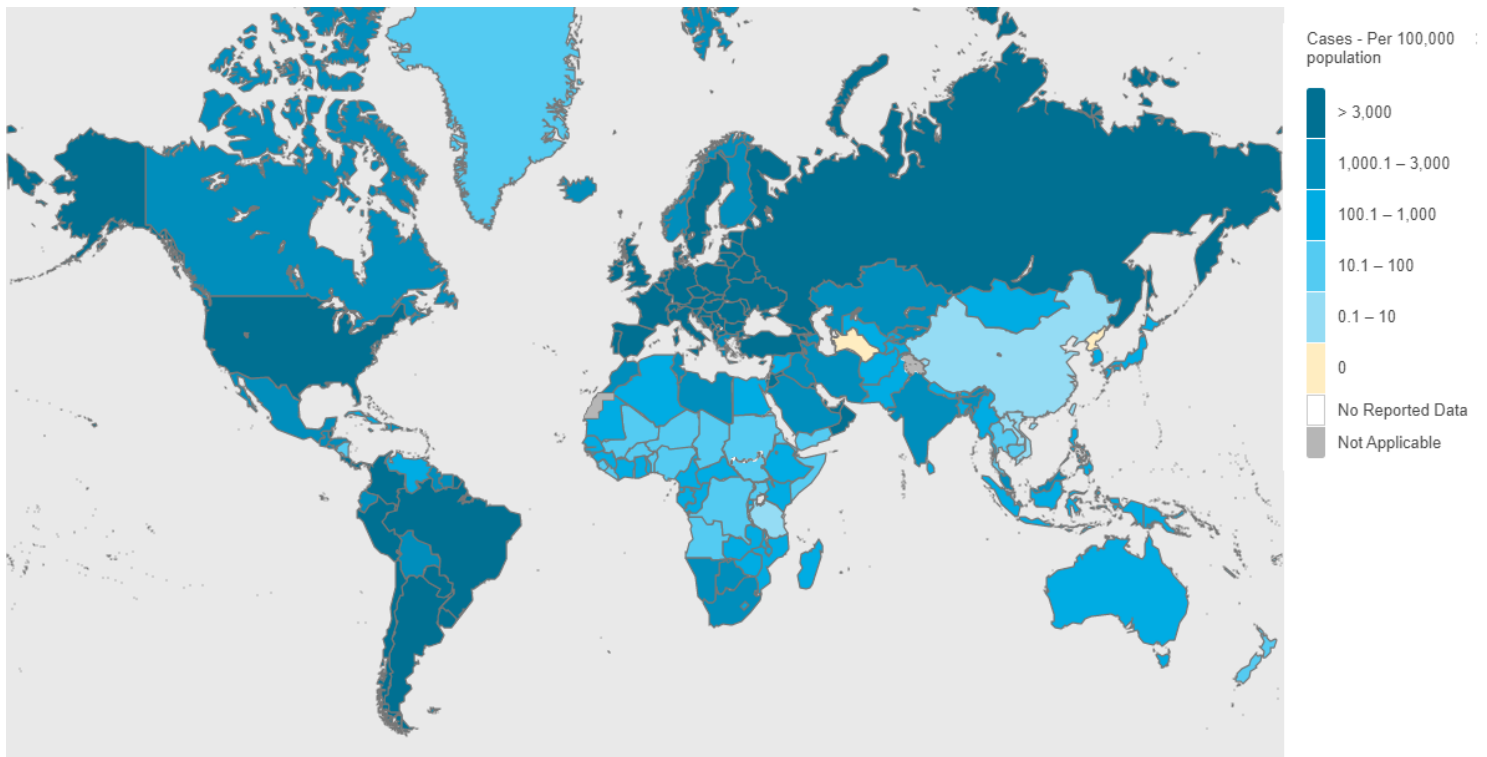 Cases - Per 100,000
population
> 3,000
1,000.1 – 3,000
100.1 – 1,000
10.1 – 100
0.1 – 10
0
No Reported Data
Not Applicable